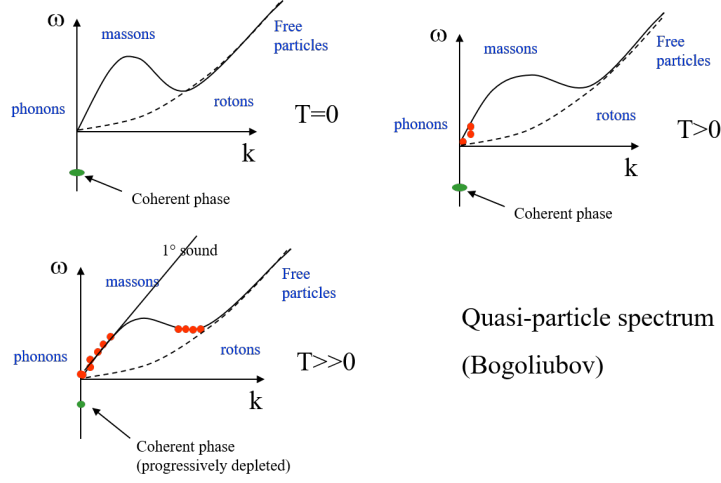 ω
massons
Free
particles
phonons
rotons
T=0
k
Coherent phase
ω
massons
Free
particles
phonons
rotons
T>0
k
Coherent phase
1° sound
ω
massons
Free
particles
phonons
rotons
T>>0
k
Coherent phase
(progressively depleted)
Quasi-particle spectrum
(Bogoliubov)